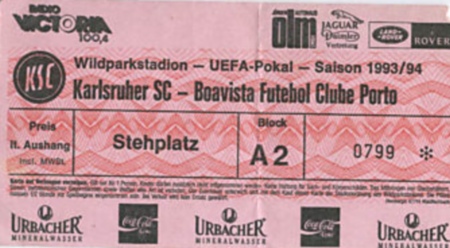 RADIO
VICTORIA
100,4
olm
JAGUAR
Daimler
Vertretung
LAND ROVER
ROVER
Wildparkstadion – UEFA-Pokal – Saison 1993/94
KSC
Karlsruher SC – Boavista Futebol Clube Porto
Preis
lt. Aushang
incl. MWSt.
Stehplatz
Block
A 2
0799 *
URBACHER
MINERALWASSER
Coca-Cola
URBACHER
MINERALWASSER
Coca-Cola
URBACHER
MINERALWASSER